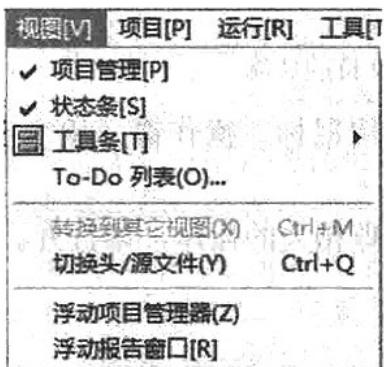 视图[V] 项目[P] 运行[R] 工具[T
项目管理[P]
状态条[S]
工具条[T]
To-Do 列表(O)...
转换到其它视图(X) Ctrl+M
切换头/源文件(Y) Ctrl+Q
浮动项目管理器(Z)
浮动报告窗口[R]